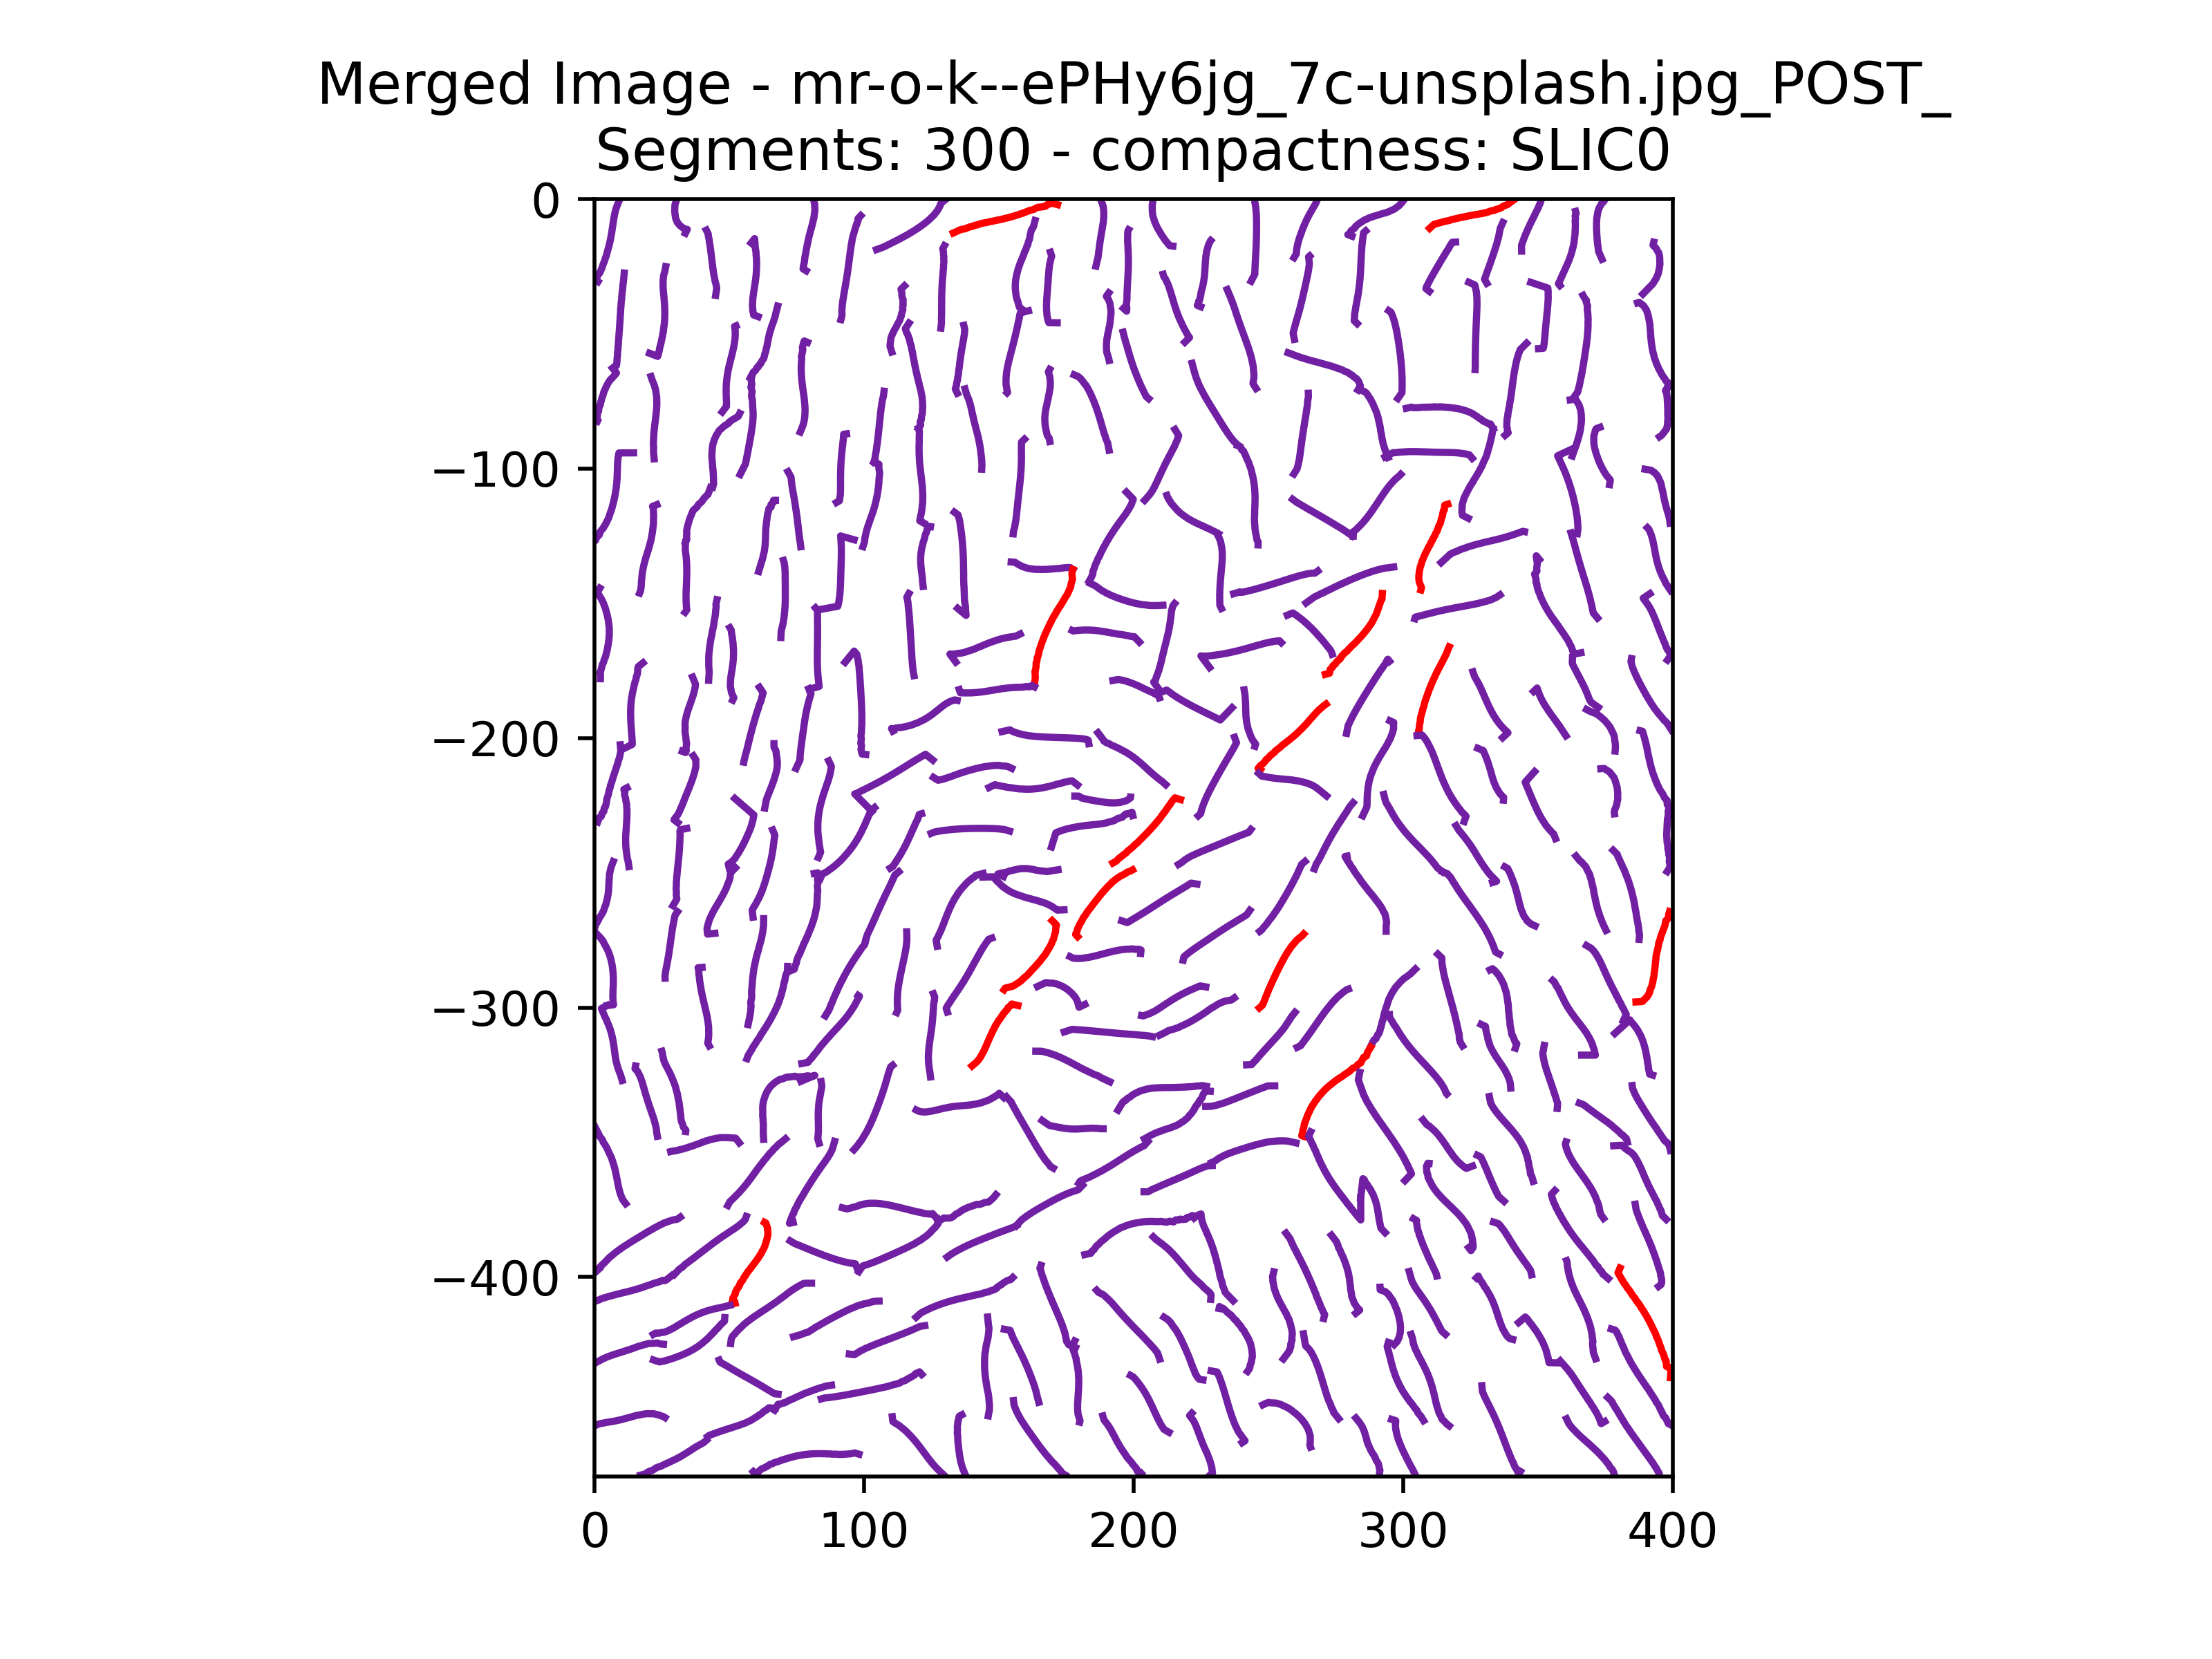 Merged Image - mr-o-k--ePHy6jg_7c-unsplash.jpg_POST_
Segments: 300 - compactness: SLIC0
0
−100
−200
−300
−400
0 100 200 300 400